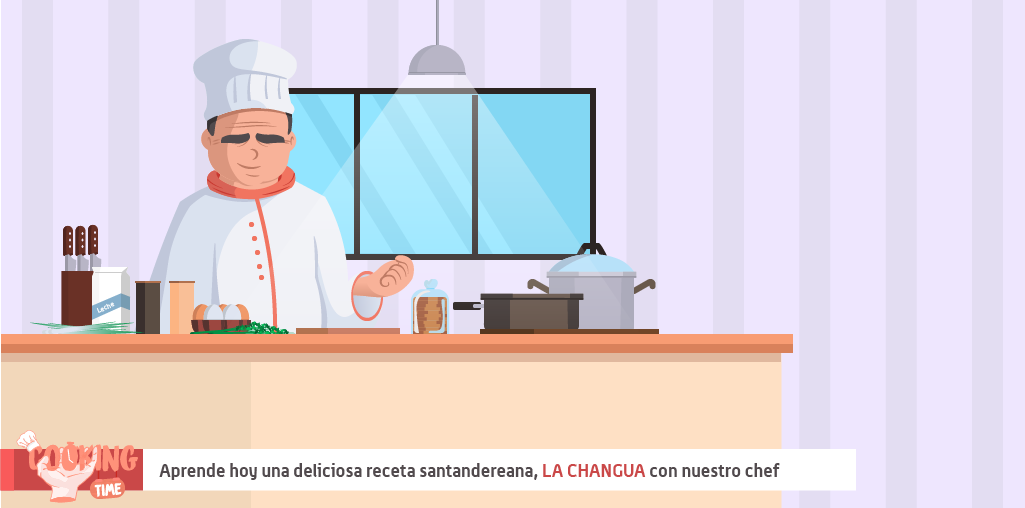 Leche
COOKING
TIME
Aprende hoy una deliciosa receta santandereana, LA CHANGUA con nuestro chef